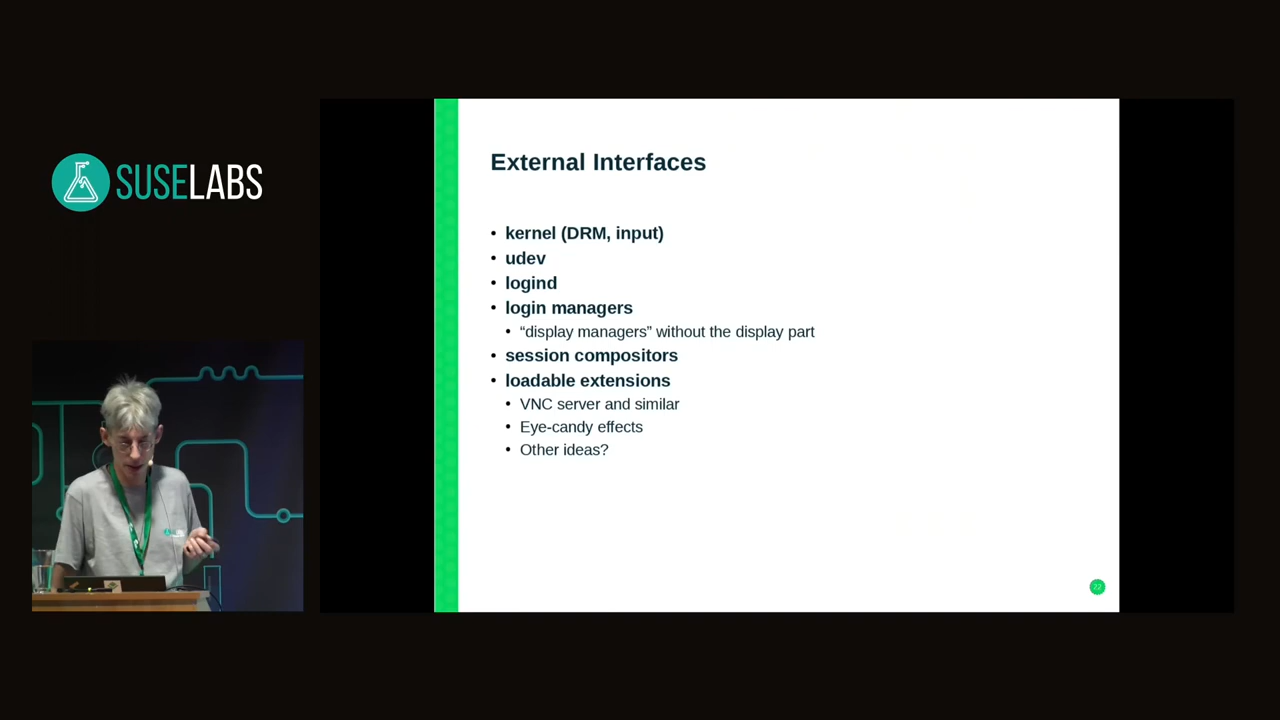 SUSELABS
External Interfaces
• kernel (DRM, input)
• udev
• logind
• login managers
• “display managers” without the display part
• session compositors
• loadable extensions
• VNC server and similar
• Eye-candy effects
• Other ideas?
72